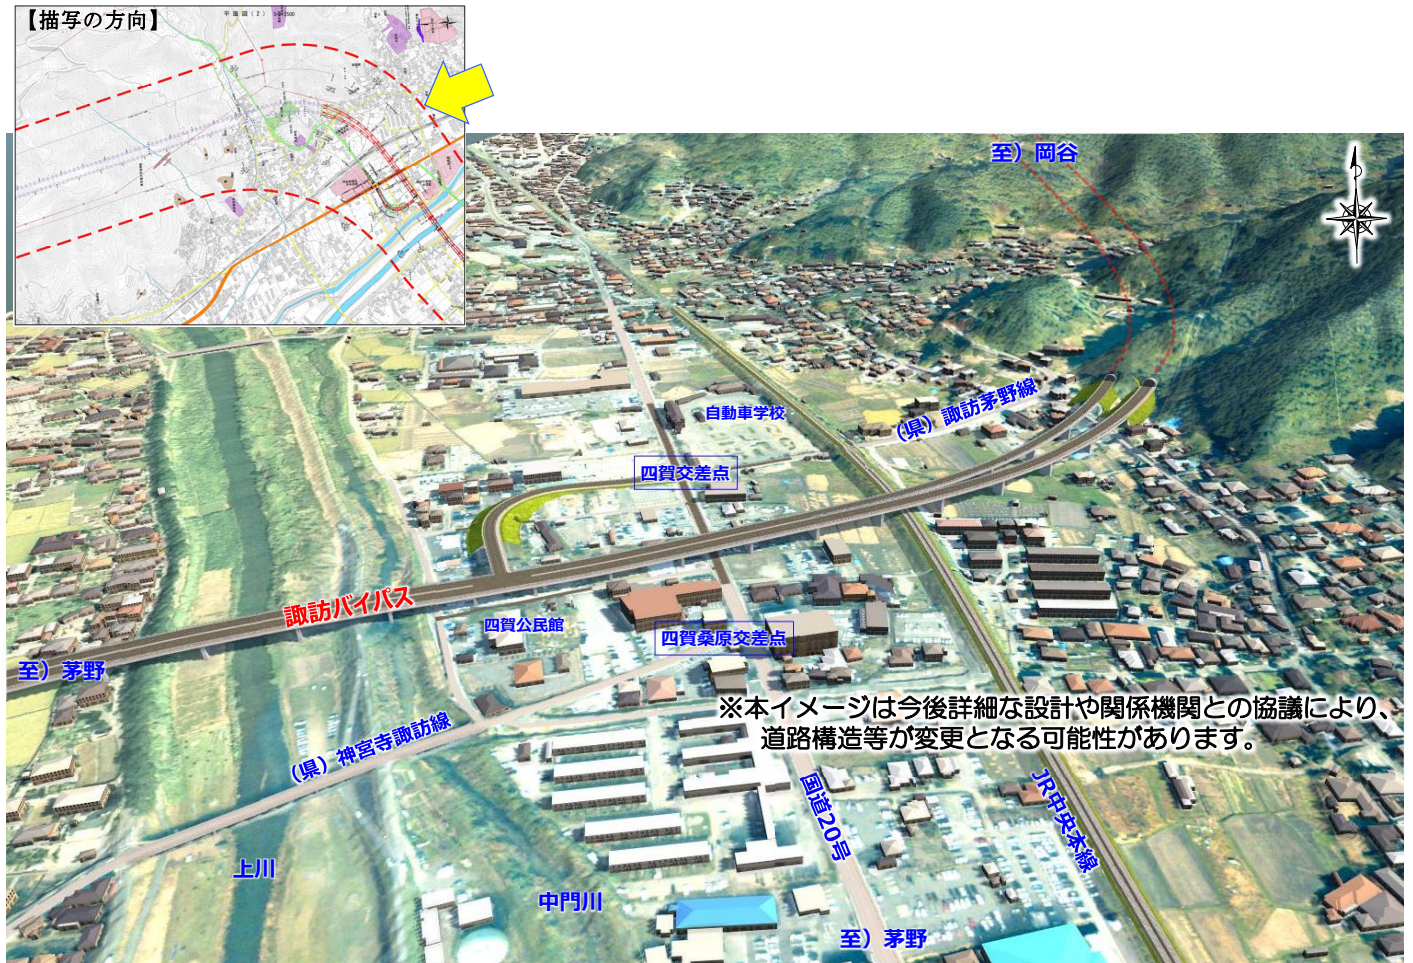 【描写の方向】
平面図(2) S=1:2500
至）岡谷
（県）諏訪茅野線
自動車学校
四賀交差点
諏訪バイパス
四賀公民館
四賀桑原交差点
至）茅野
※本イメージは今後詳細な設計や関係機関との協議により、
道路構造等が変更となる可能性があります。
（県）神宮寺諏訪線
国道20号
JR中央本線
上川
中門川
至）茅野